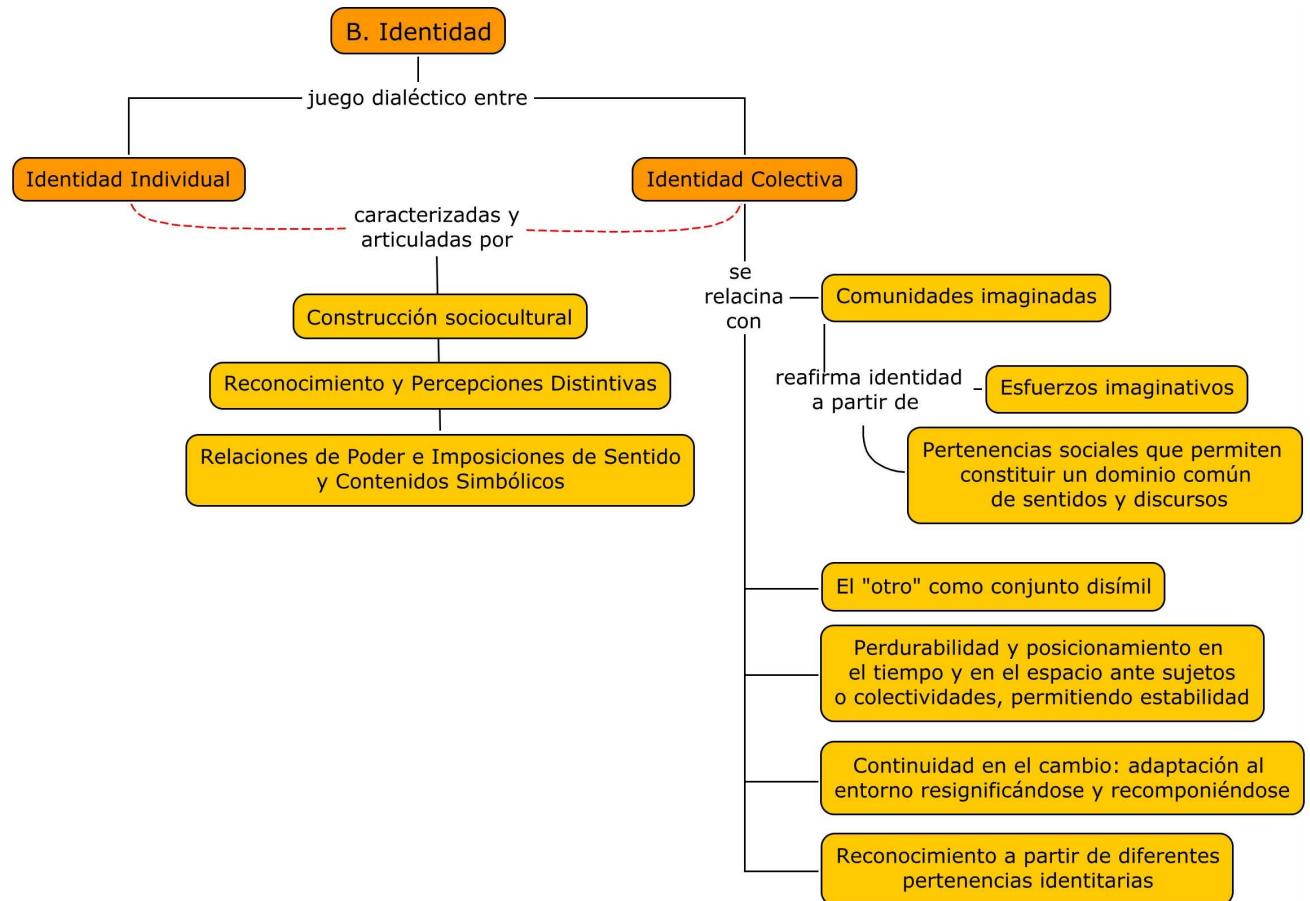 B. Identidad
juego dialéctico entre
Identidad Individual
Identidad Colectiva
caracterizadas y
articuladas por
Construcción sociocultural
Reconocimiento y Percepciones Distintivas
Relaciones de Poder e Imposiciones de Sentido
y Contenidos Simbólicos
se
relacina
con
Comunidades imaginadas
reafirma identidad
a partir de
Esfuerzos imaginativos
Pertenencias sociales que permiten
constituir un dominio común
de sentidos y discursos
El "otro" como conjunto disímil
Perdurabilidad y posicionamiento en
el tiempo y en el espacio ante sujetos
o colectividades, permitiendo estabilidad
Continuidad en el cambio: adaptación al
entorno resignificándose y recomponiéndose
Reconocimiento a partir de diferentes
pertenencias identitarias